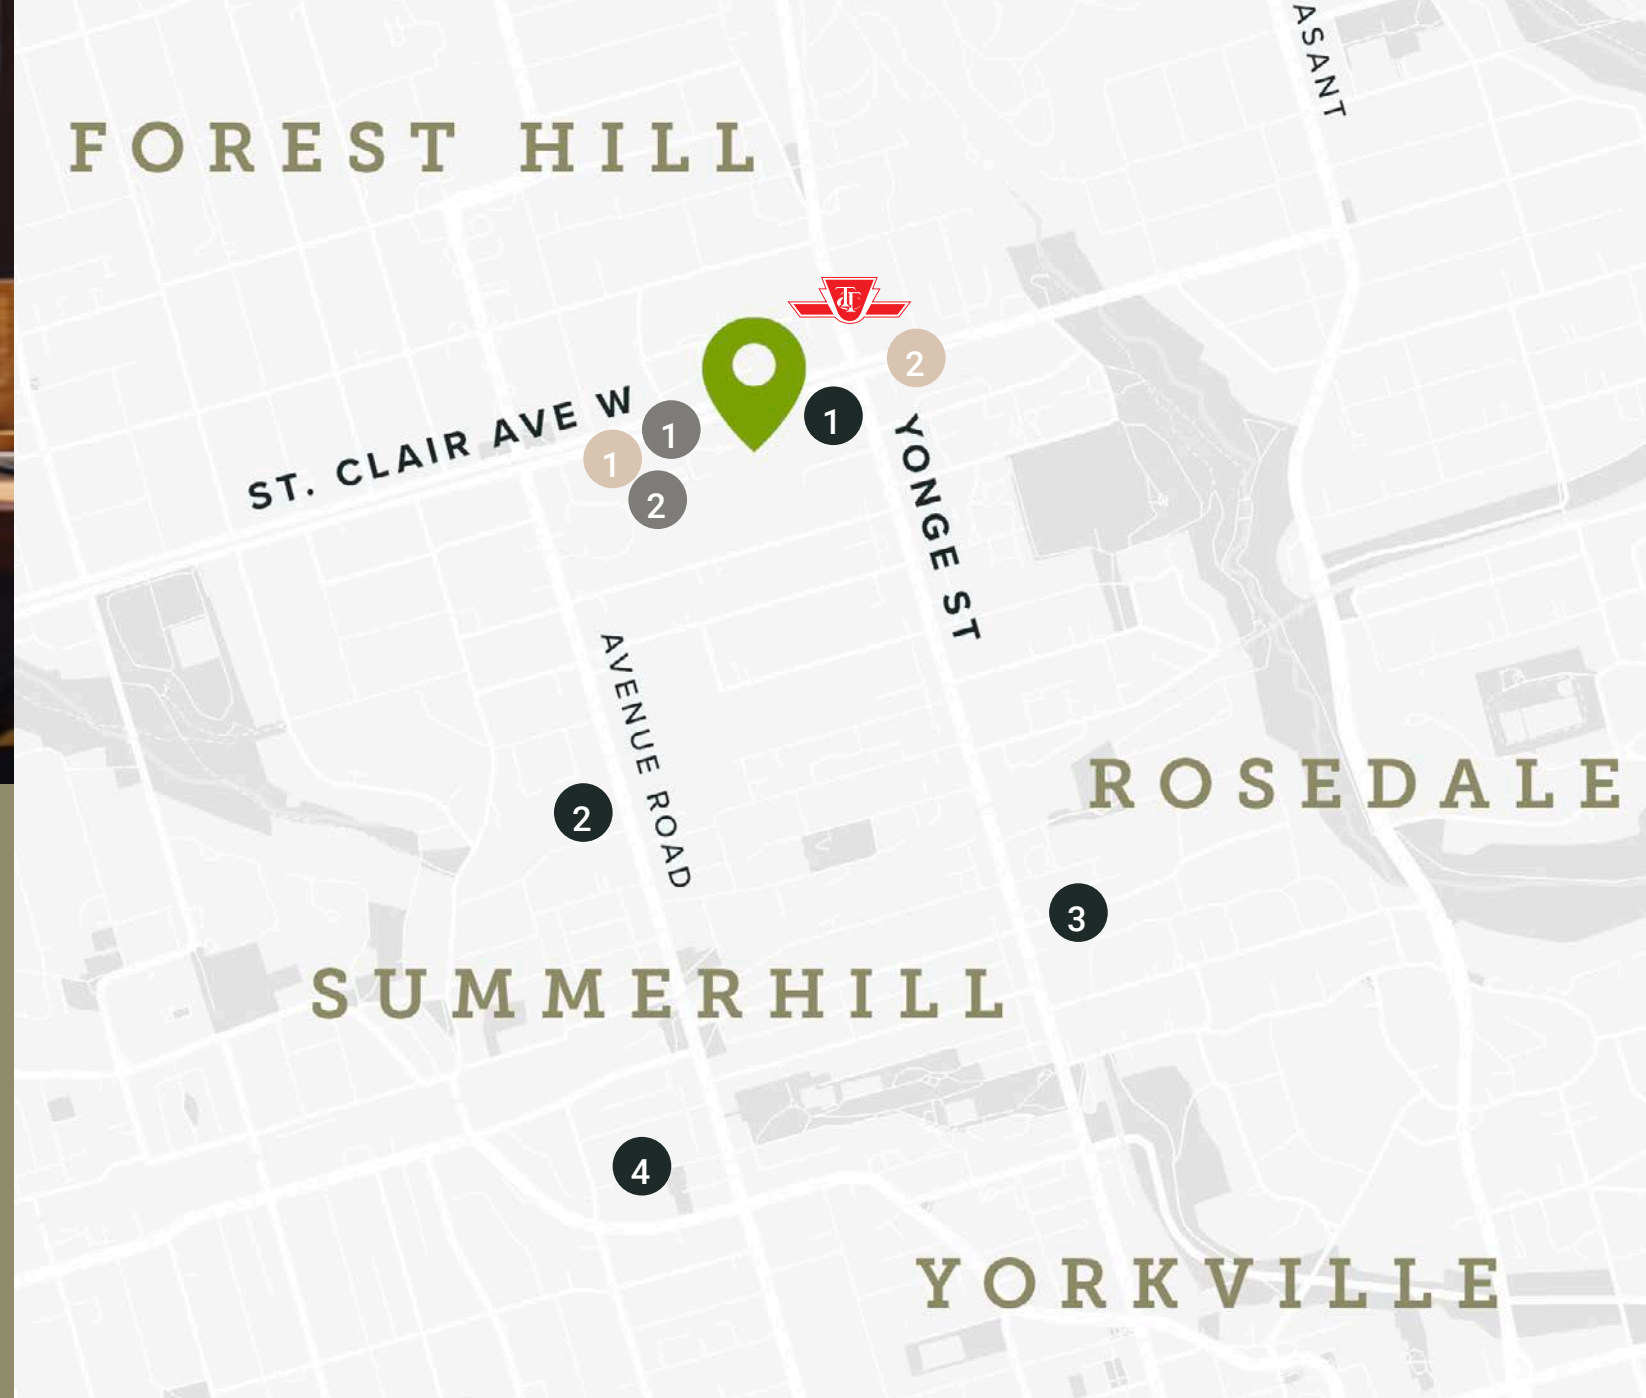 ASANT
FOREST HILL
2
ST. CLAIR AVE W
1
1
1
2
YONGE ST
AVENUE ROAD
ROSEDALE
2
3
SUMMERHILL
4
YORKVILLE